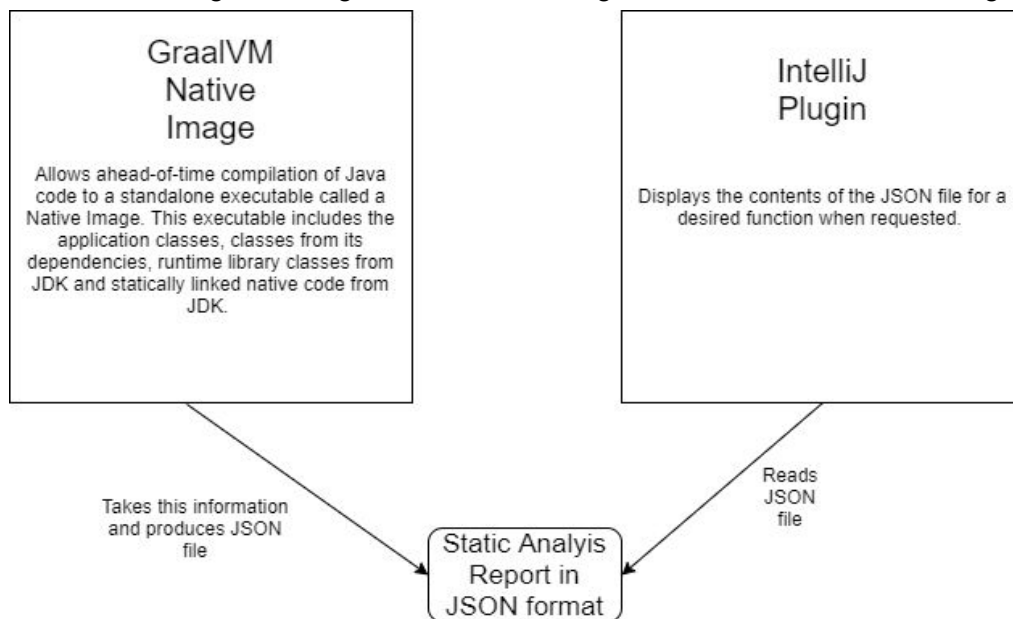 GraalVM
Native
Image
Allows ahead-of-time compilation of Java
code to a standalone executable called a
Native Image. This executable includes the
application classes, classes from its
dependencies, runtime library classes from
JDK and statically linked native code from
JDK.
IntelliJ
Plugin
Displays the contents of the JSON file for a
desired function when requested.
Takes this information
and produces JSON
file
Reads
JSON
file
Static Analyis
Report in
JSON format